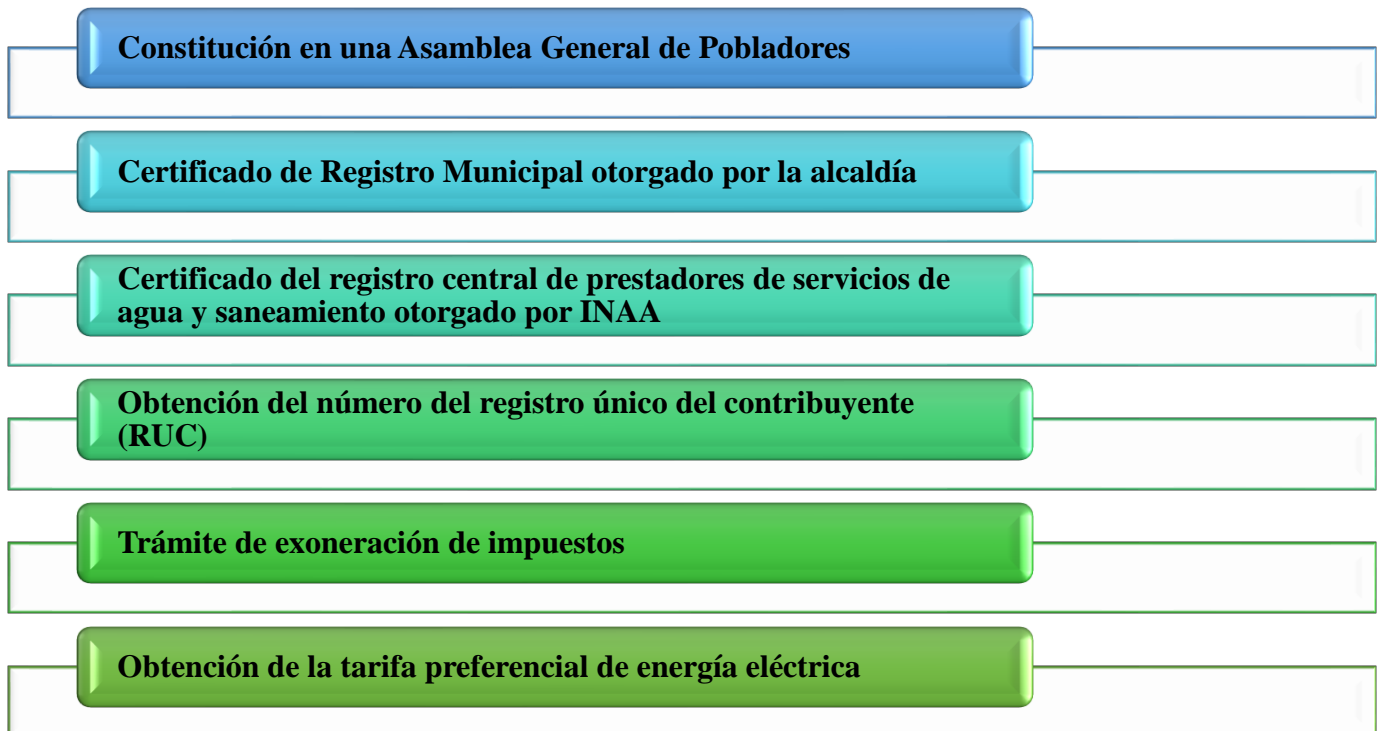 Constitución en una Asamblea General de Pobladores
Certificado de Registro Municipal otorgado por la alcaldía
Certificado del registro central de prestadores de servicios de
agua y saneamiento otorgado por INAA
Obtención del número del registro único del contribuyente
(RUC)
Trámite de exoneración de impuestos
Obtención de la tarifa preferencial de energía eléctrica